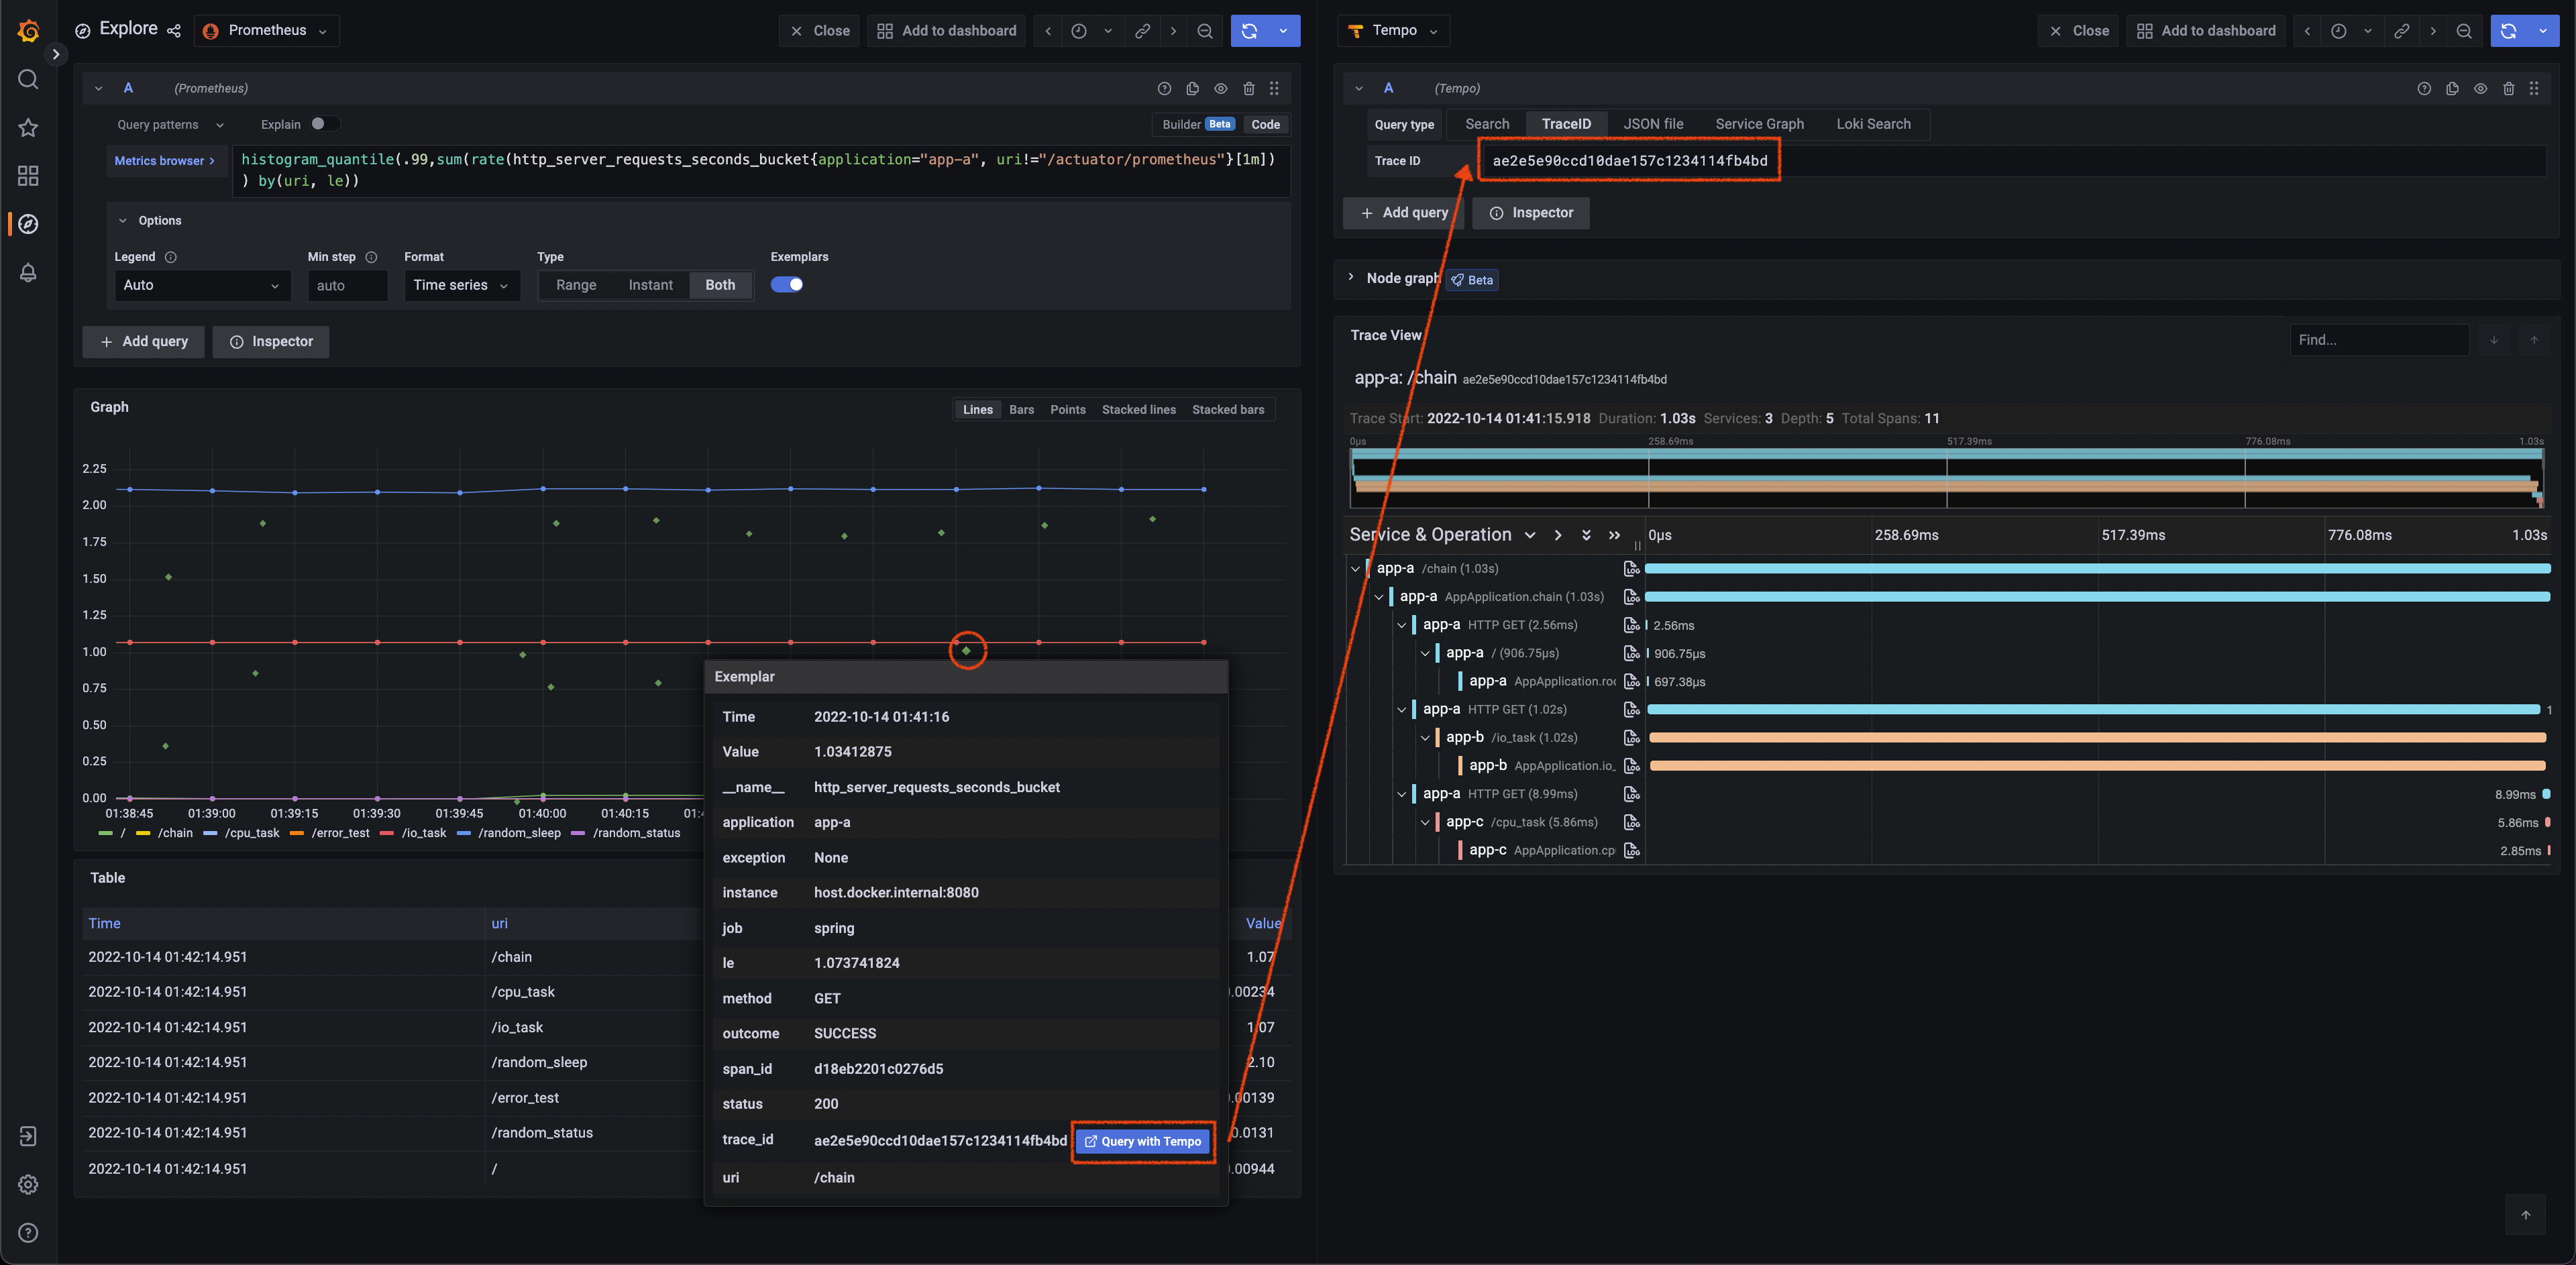 Explore
Prometheus
Close
Add to dashboard
A
(Prometheus)
Query patterns
Explain
Builder Beta
Code
Metrics browser >
histogram_quantile(.99,sum(rate(http_server_requests_seconds_bucket{application="app-a", uri!="/actuator/prometheus"}[1m])
) by(uri, le))
Options
Legend
Min step
Format
Type
Exemplars
Auto
auto
Time series
Range
Instant
Both
+ Add query
Inspector
Graph
Lines
Bars
Points
Stacked lines
Stacked bars
2.25
2.00
1.75
1.50
1.25
1.00
0.75
0.50
0.25
0.00
01:38:45
01:39:00
01:39:15
01:39:30
01:39:45
01:40:00
01:40:15
/
/chain
/cpu_task
/error_test
/io_task
/random_sleep
/random_status
Table
Time
uri
Value
2022-10-14 01:42:14.951 /chain 1.07
2022-10-14 01:42:14.951 /cpu_task .00234
2022-10-14 01:42:14.951 /io_task 1.07
2022-10-14 01:42:14.951 /random_sleep 2.10
2022-10-14 01:42:14.951 /error_test .00139
2022-10-14 01:42:14.951 /random_status 0.0131
2022-10-14 01:42:14.951 / .00944
Exemplar
Time 2022-10-14 01:41:16
Value 1.03412875
__name__ http_server_requests_seconds_bucket
application app-a
exception None
instance host.docker.internal:8080
job spring
le 1.073741824
method GET
outcome SUCCESS
span_id d18eb2201c0276d5
status 200
trace_id ae2e5e90ccd10dae157c1234114fb4bd Query with Tempo
uri /chain
Tempo
Close
Add to dashboard
A
(Tempo)
Query type
Search
TraceID
JSON file
Service Graph
Loki Search
Trace ID
ae2e5e90ccd10dae157c1234114fb4bd
+ Add query
Inspector
Node graph
Beta
Trace View
Find...
app-a: /chain ae2e5e90ccd10dae157c1234114fb4bd
Trace Start: 2022-10-14 01:41:15.918 Duration: 1.03s Services: 3 Depth: 5 Total Spans: 11
0μs
258.69ms
517.39ms
776.08ms
1.03s
Service & Operation
0μs
258.69ms
517.39ms
776.08ms
1.03s
app-a /chain (1.03s)
app-a AppApplication.chain (1.03s)
app-a HTTP GET (2.56ms) 2.56ms
app-a / (906.75μs) 906.75μs
app-a AppApplication.roo 697.38μs
app-a HTTP GET (1.02s) 1
app-b /io_task (1.02s)
app-b AppApplication.io_
app-a HTTP GET (8.99ms) 8.99ms
app-c /cpu_task (5.86ms) 5.86ms
app-c AppApplication.cp 2.85ms